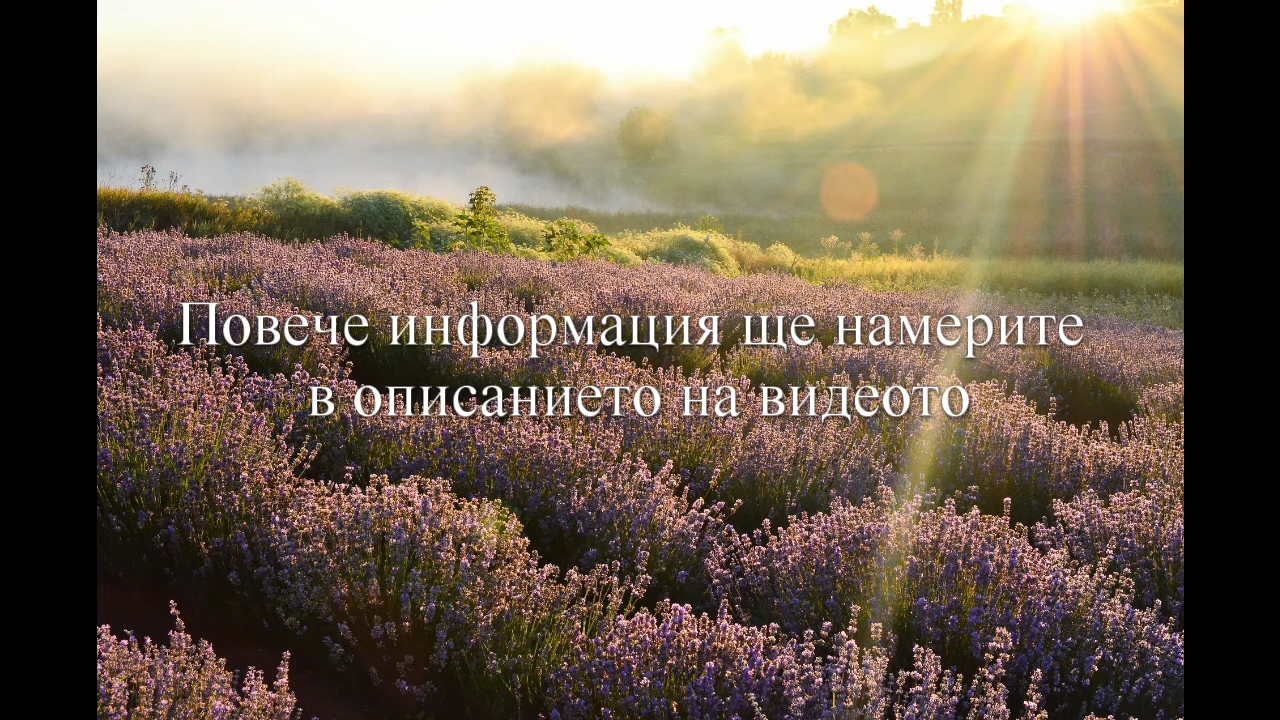 Повече информация ще намерите
в описанието на видеото